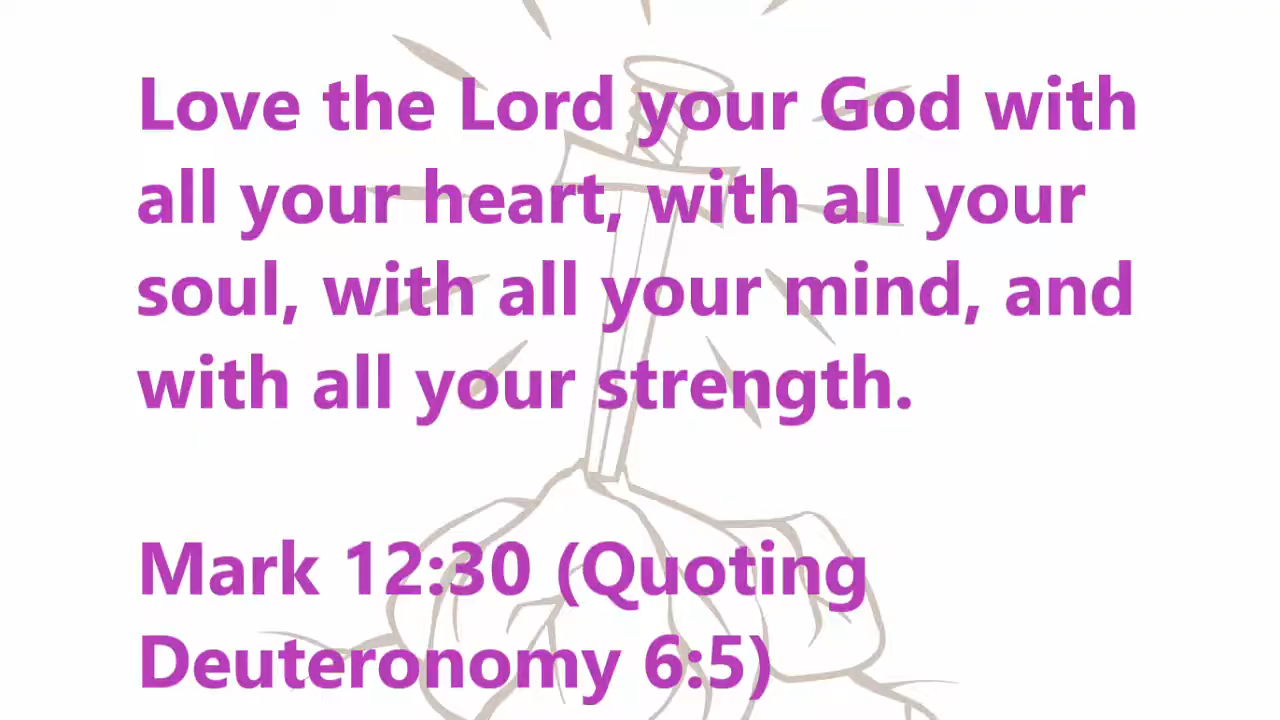 Love the Lord your God with
all your heart, with all your
soul, with all your mind, and
with all your strength.
Mark 12:30 (Quoting
Deuteronomy 6:5)